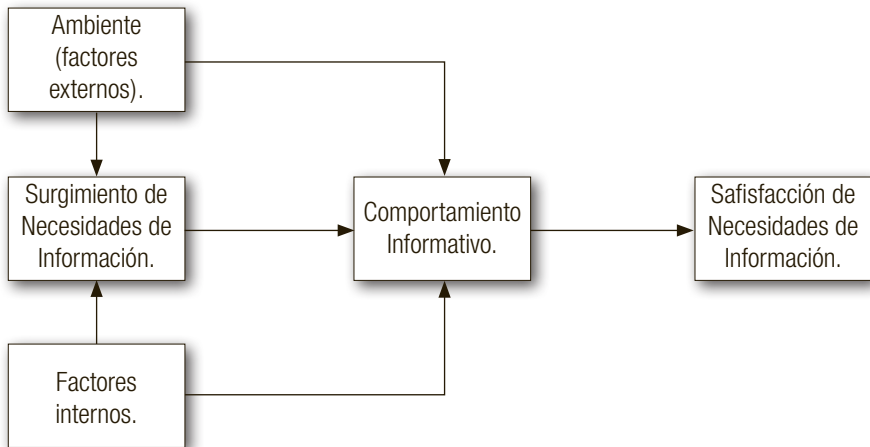 Ambiente
(factores
externos).
Surgimiento de
Necesidades de
Información.
Comportamiento
Informativo.
Safisfacción de
Necesidades de
Información.
Factores
internos.